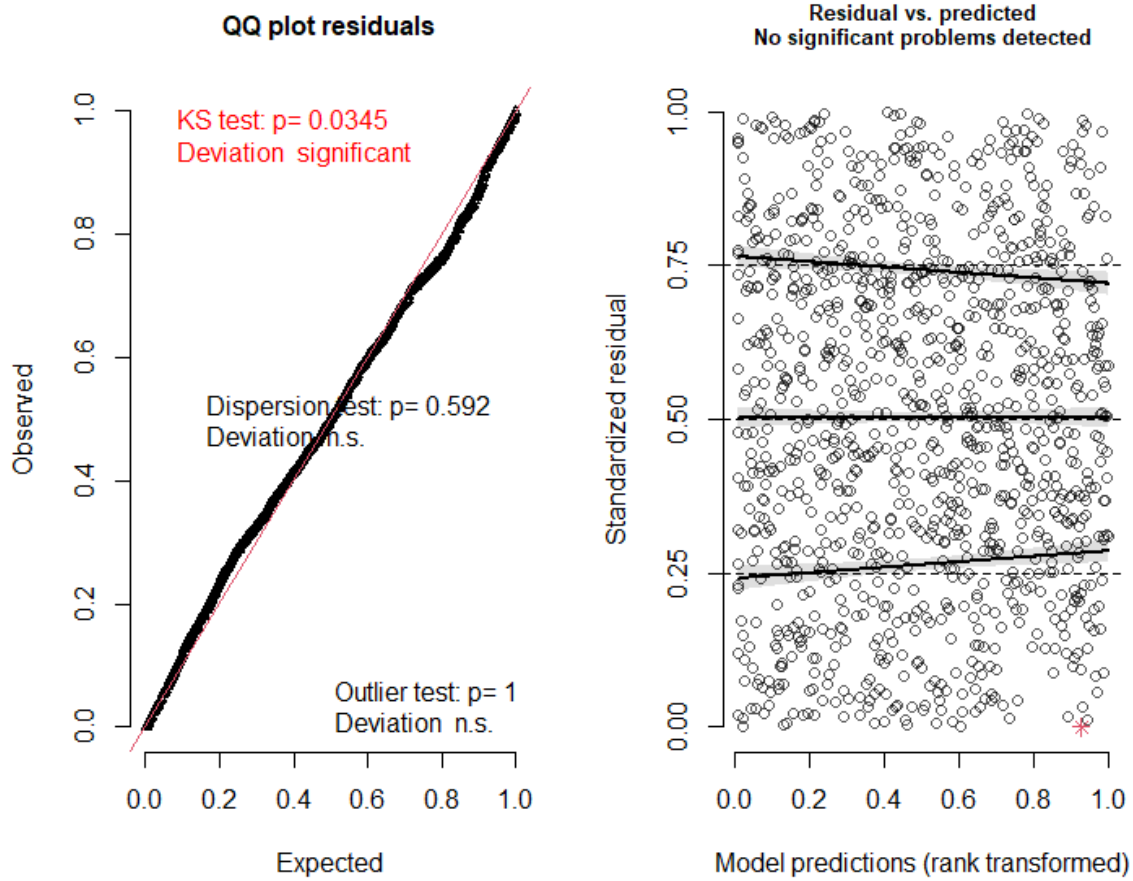 QQ plot residuals
KS test: p= 0.0345
Deviation significant
Dispersion test: p= 0.592
Deviation n.s.
Outlier test: p= 1
Deviation n.s.
Observed
0.0 0.2 0.4 0.6 0.8 1.0
0.0 0.2 0.4 0.6 0.8 1.0
Expected
Residual vs. predicted
No significant problems detected
Standardized residual
0.00 0.25 0.50 0.75 1.00
0.0 0.2 0.4 0.6 0.8 1.0
Model predictions (rank transformed)